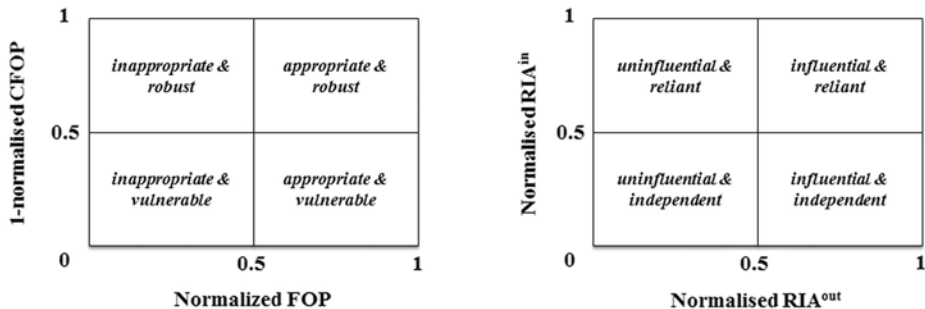 1
1-normalised CFOP
inappropriate &
robust
appropriate &
robust
0.5
inappropriate &
vulnerable
appropriate &
vulnerable
0
0.5
1
Normalized FOP
1
Normalised RIA^in
uninfluential &
reliant
influential &
reliant
0.5
uninfluential &
independent
influential &
independent
0
0.5
1
Normalised RIA^out